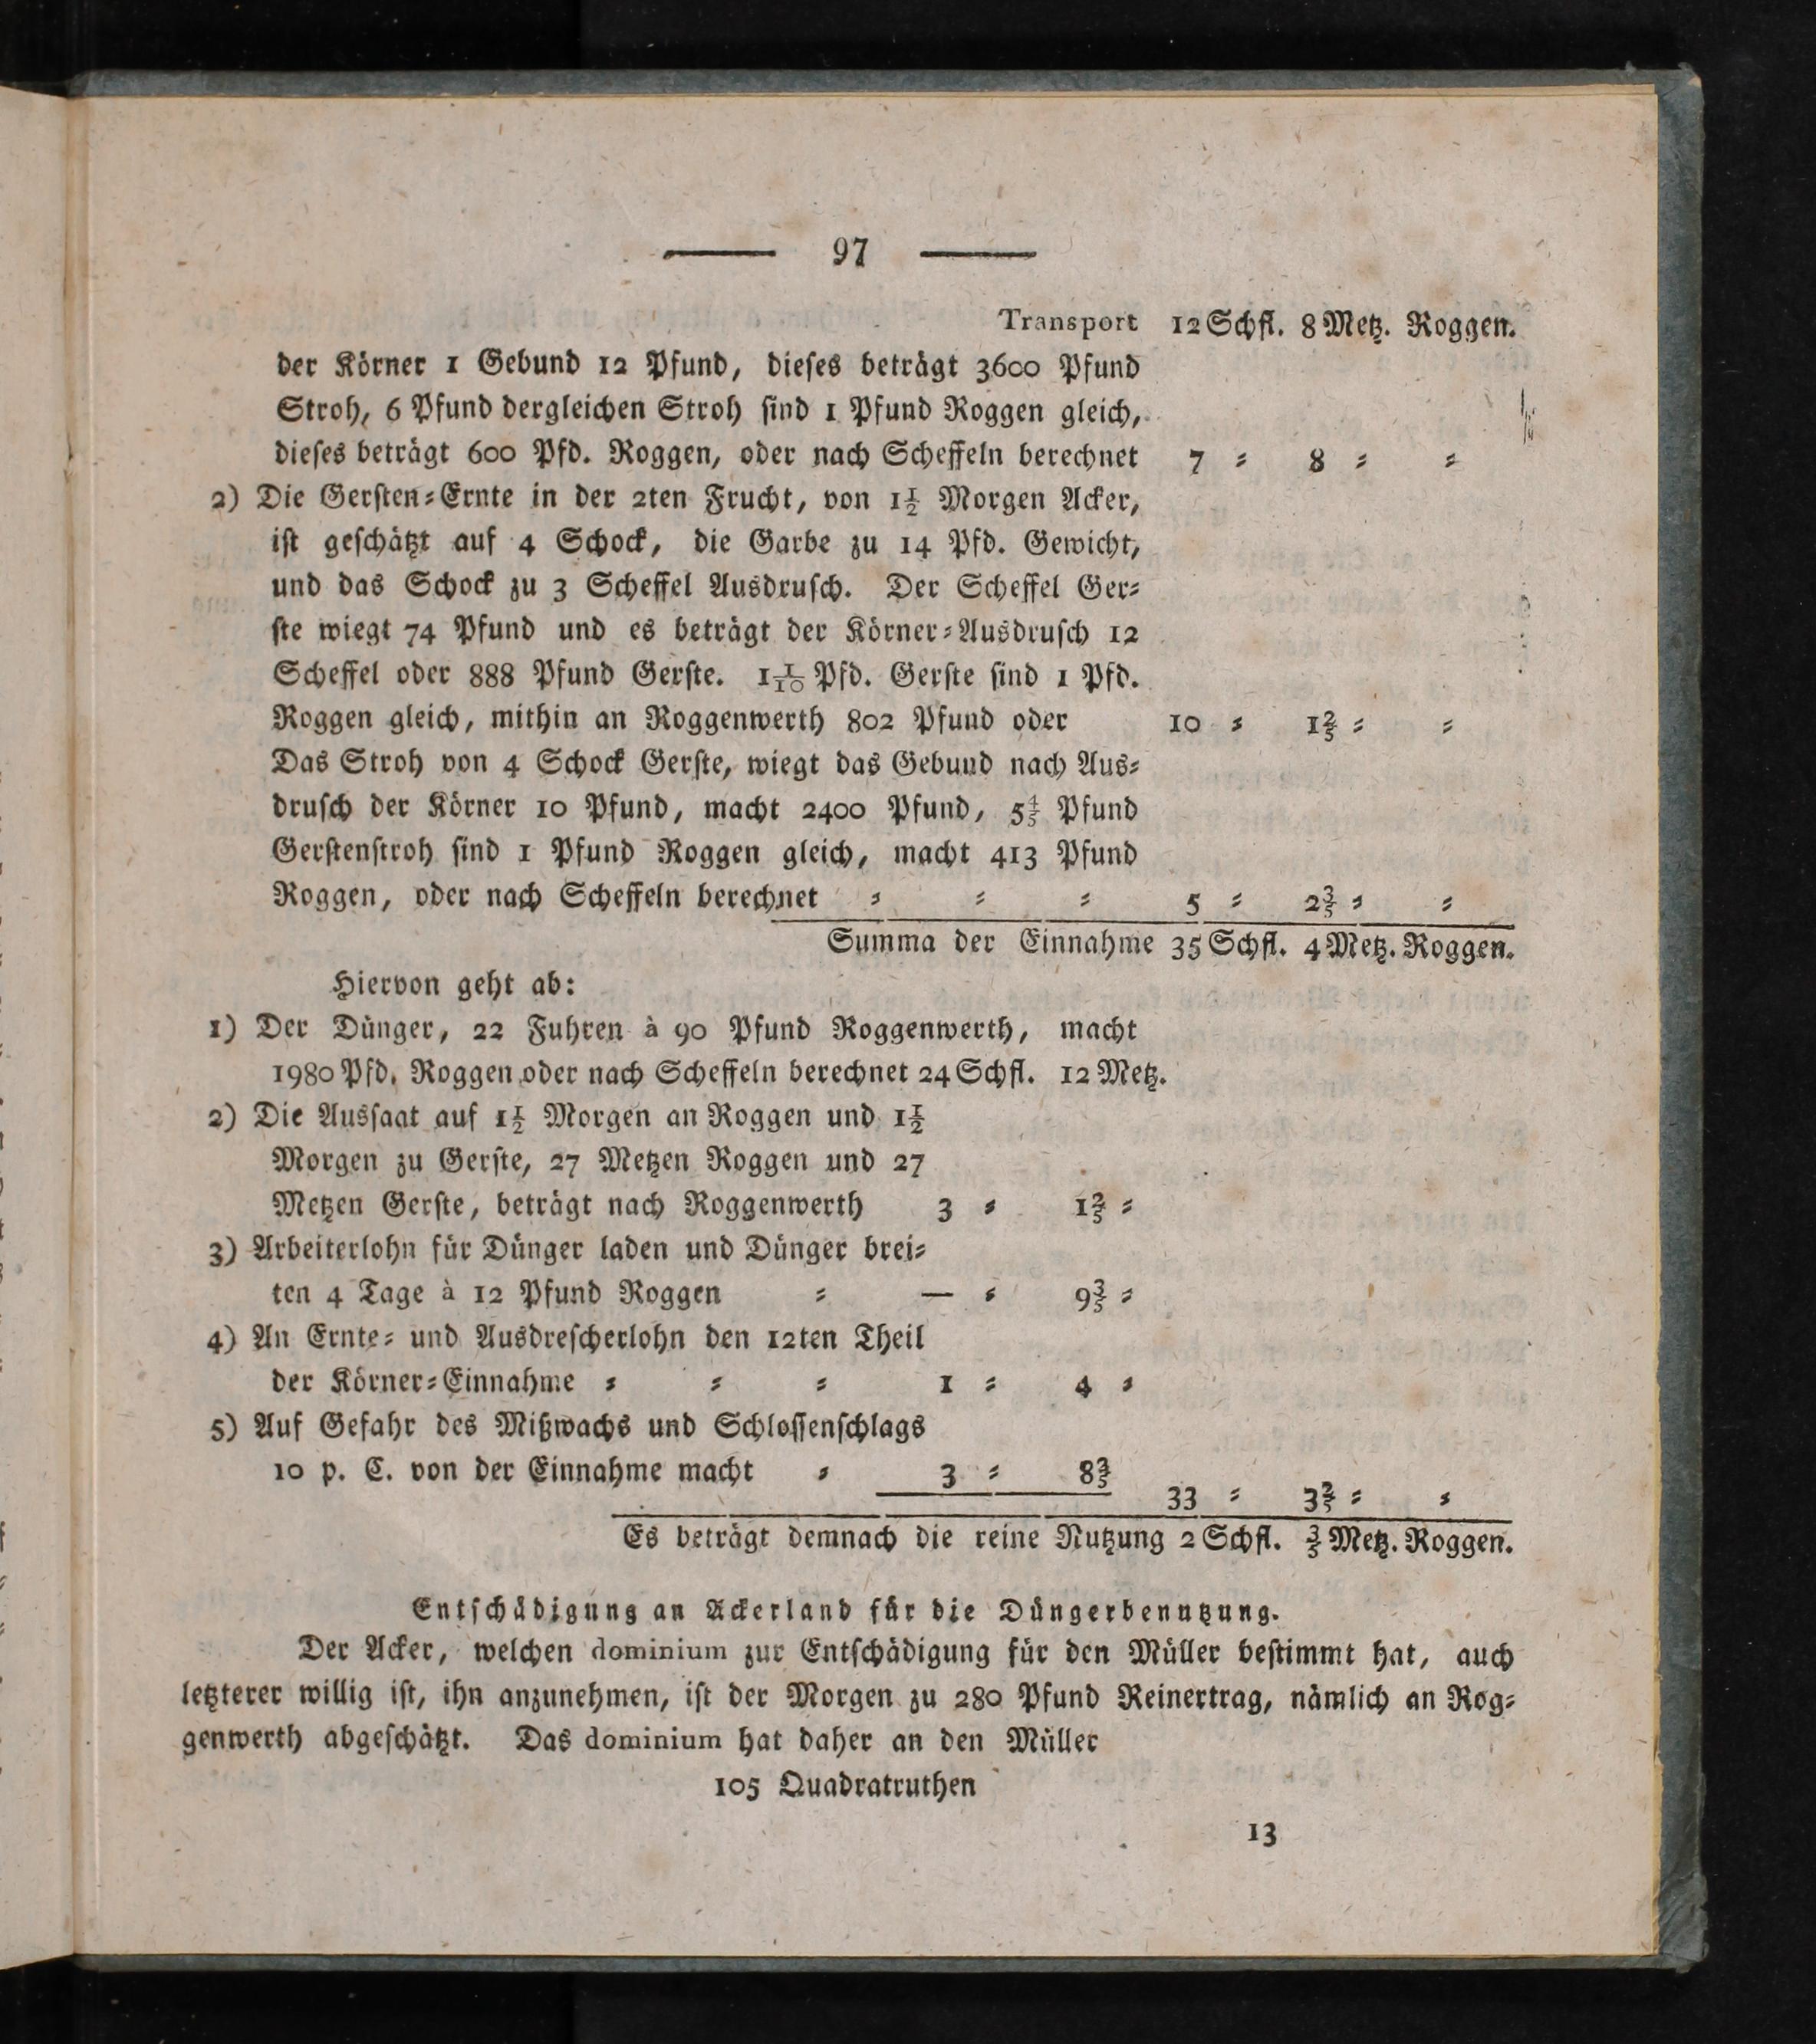 97
Transport 12 Schfl. 8 Metz. Roggen.
der Körner 1 Gebund 12 Pfund, dieſes beträgt 3600 Pfund
Stroh, 6 Pfund dergleichen Stroh ſind 1 Pfund Roggen gleich,
dieſes beträgt 600 Pfd. Roggen, oder nach Scheffeln berechnet 7 ⸗ 8 ⸗ ⸗
2) Die Gerſten⸗Ernte in der 2ten Frucht, von 1½ Morgen Acker,
iſt geſchätzt auf 4 Schock, die Garbe zu 14 Pfd. Gewicht,
und das Schock zu 3 Scheffel Ausdruſch. Der Scheffel Ger⸗
ſte wiegt 74 Pfund und es beträgt der Körner⸗Ausdruſch 12
Scheffel oder 888 Pfund Gerſte. 1⅒ Pfd. Gerſte ſind 1 Pfd.
Roggen gleich, mithin an Roggenwerth 802 Pfund oder 10 ⸗ 1⅖ ⸗ ⸗
Das Stroh von 4 Schock Gerſte, wiegt das Gebund nach Aus⸗
druſch der Körner 10 Pfund, macht 2400 Pfund, 5⅘ Pfund
Gerſtenſtroh ſind 1 Pfund Roggen gleich, macht 413 Pfund
Roggen, oder nach Scheffeln berechnet ⸗ ⸗ ⸗ 5 ⸗ 2⅗ ⸗ ⸗
Summa der Einnahme 35 Schfl. 4 Metz. Roggen.
Hiervon geht ab:
1) Der Dünger, 22 Fuhren à 90 Pfund Roggenwerth, macht
1980 Pfd. Roggen oder nach Scheffeln berechnet 24 Schfl. 12 Metz.
2) Die Ausſaat auf 1½ Morgen an Roggen und 1½
Morgen zu Gerſte, 27 Metzen Roggen und 27
Metzen Gerſte, beträgt nach Roggenwerth 3 ⸗ 1⅖ ⸗
3) Arbeiterlohn für Dünger laden und Dünger brei⸗
ten 4 Tage à 12 Pfund Roggen ⸗ — ⸗ 9⅗ ⸗
4) An Ernte⸗ und Ausdreſcherlohn den 12ten Theil
der Körner⸗Einnahme ⸗ ⸗ ⸗ 1 ⸗ 4 ⸗
5) Auf Gefahr des Mißwachs und Schloſſenſchlags
10 p. C. von der Einnahme macht ⸗ 3 ⸗ 8⅖
33 ⸗ 3⅖ ⸗ ⸗
Es beträgt demnach die reine Nutzung 2 Schfl. ⅗ Metz. Roggen.
Entſchädigung an Ackerland für die Düngerbenutzung.
Der Acker, welchen dominium zur Entſchädigung für den Müller beſtimmt hat, auch
letzterer willig iſt, ihn anzunehmen, iſt der Morgen zu 280 Pfund Reinertrag, nämlich an Rog⸗
genwerth abgeſchätzt. Das dominium hat daher an den Müller
105 Quadratruthen
13